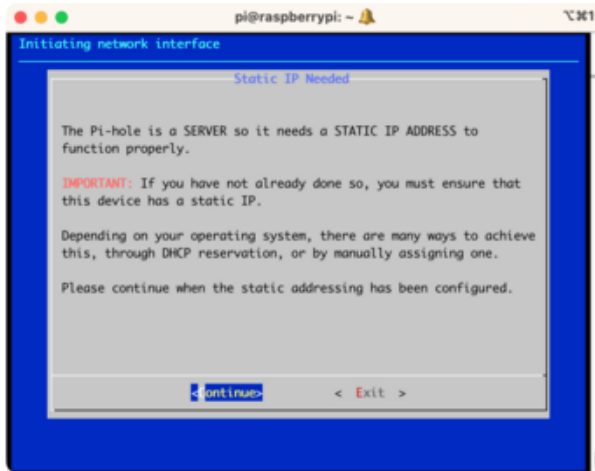 pi@raspberrypi: ~ 🔔
⌥⌘1
Initiating network interface
Static IP Needed
The Pi-hole is a SERVER so it needs a STATIC IP ADDRESS to
function properly.
IMPORTANT: If you have not already done so, you must ensure that
this device has a static IP.
Depending on your operating system, there are many ways to achieve
this, through DHCP reservation, or by manually assigning one.
Please continue when the static addressing has been configured.
<Continue> < Exit >